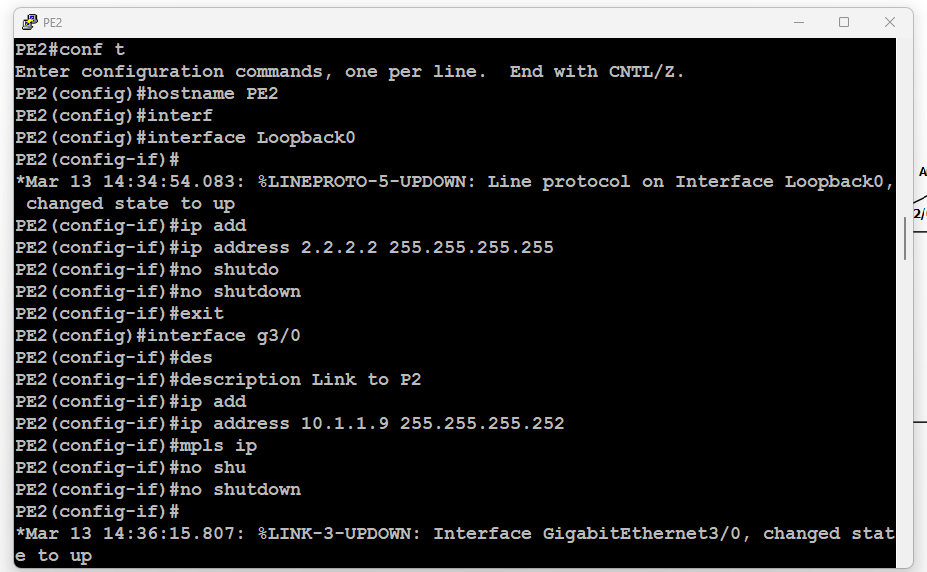 PE2
PE2#conf t
Enter configuration commands, one per line.  End with CNTL/Z.
PE2(config)#hostname PE2
PE2(config)#interf
PE2(config)#interface Loopback0
PE2(config-if)#
*Mar 13 14:34:54.083: %LINEPROTO-5-UPDOWN: Line protocol on Interface Loopback0,
 changed state to up
PE2(config-if)#ip add
PE2(config-if)#ip address 2.2.2.2 255.255.255.255
PE2(config-if)#no shutdo
PE2(config-if)#no shutdown
PE2(config-if)#exit
PE2(config)#interface g3/0
PE2(config-if)#des
PE2(config-if)#description Link to P2
PE2(config-if)#ip add
PE2(config-if)#ip address 10.1.1.9 255.255.255.252
PE2(config-if)#mpls ip
PE2(config-if)#no shu
PE2(config-if)#no shutdown
PE2(config-if)#
*Mar 13 14:36:15.807: %LINK-3-UPDOWN: Interface GigabitEthernet3/0, changed stat
e to up